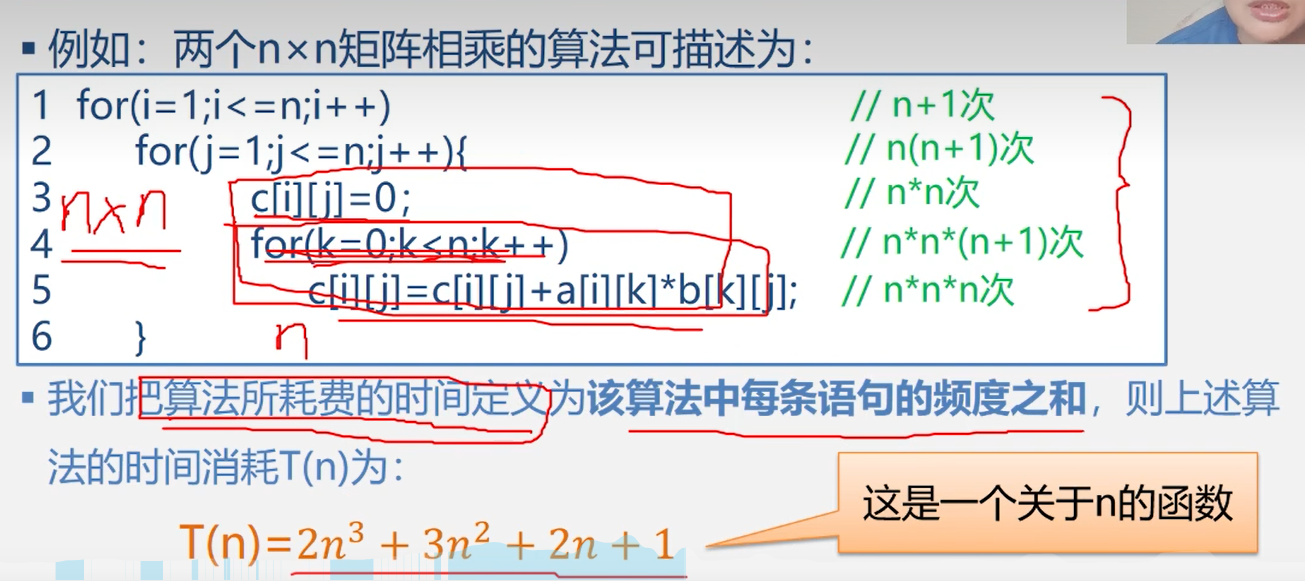 ▪ 例如：两个n×n矩阵相乘的算法可描述为：
1 for(i=1;i<=n;i++) // n+1次
2 for(j=1;j<=n;j++){ // n(n+1)次
3 c[i][j]=0; // n*n次
n×n
4 for(k=0;k<n;k++) // n*n*(n+1)次
5 c[i][j]=c[i][j]+a[i][k]*b[k][j]; // n*n*n次
6 }
n
▪ 我们把算法所耗费的时间定义为该算法中每条语句的频度之和，则上述算
法的时间消耗T(n)为：
这是一个关于n的函数
T(n)=2n³ + 3n² + 2n + 1